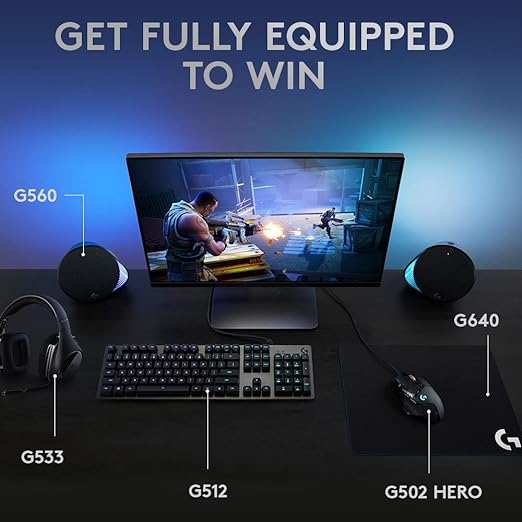 GET FULLY EQUIPPED
TO WIN
G560
G640
G533
G512
G502 HERO